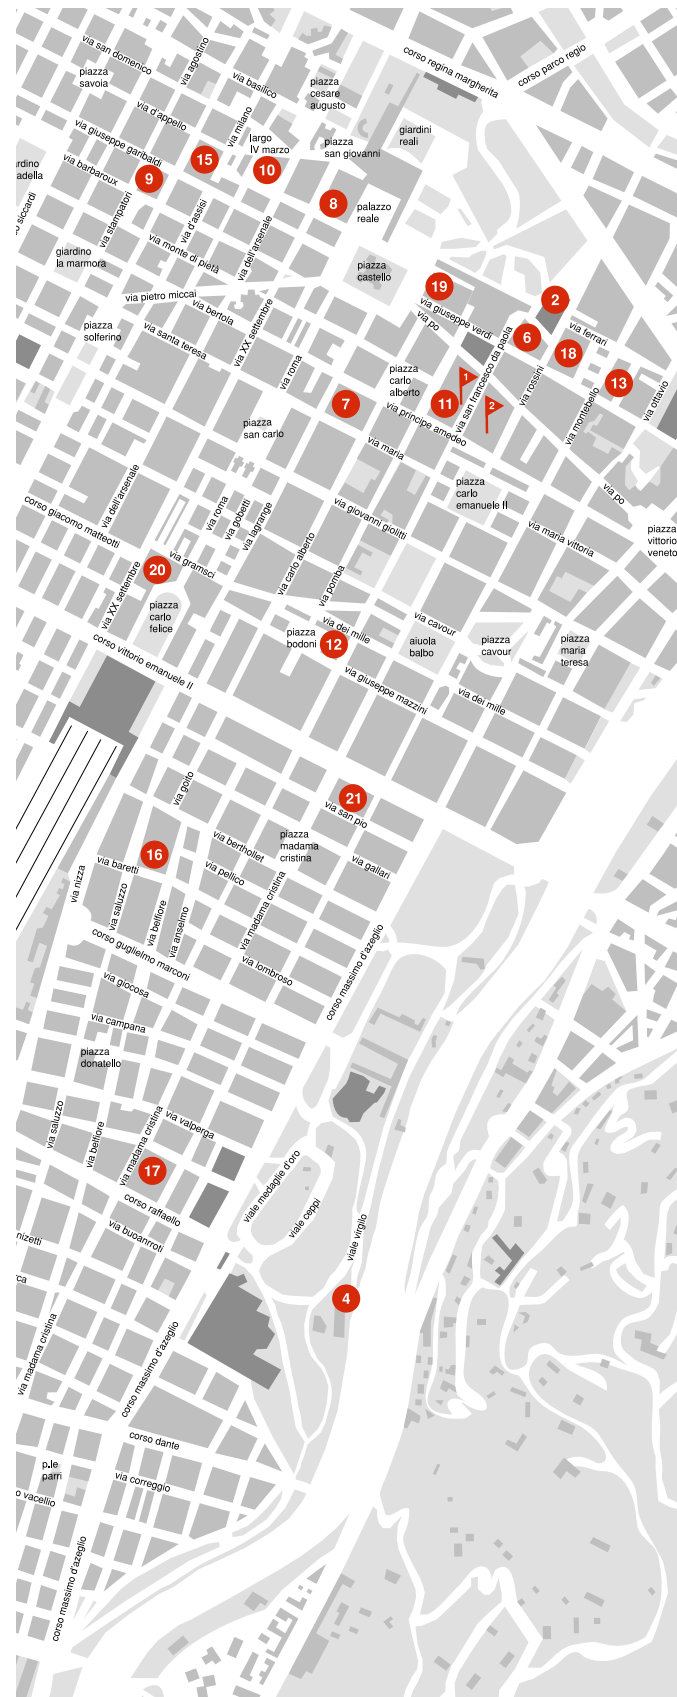 via san domenico
via agostino
corso regina margherita
corso parco regio
piazza
savoia
via basilico
piazza
cesare
augusto
via d'appello
via milano
giardini
reali
via giuseppe garibaldi
largo
IV marzo
piazza
san giovanni
15
10
via barbaroux
9
8
palazzo
reale
via stampatori
via d'assisi
via dell'arsenale
via monte di pietà
giardino
la marmora
piazza
castello
via pietro miccai
via bertola
19
2
via giuseppe verdi
via po
via ferrari
piazza
solferino
via santa teresa
via XX settembre
via san francesco da paola
6
18
via roma
piazza
carlo
alberto
1
via rossini
13
7
11
2
via montebello
via ottavio
via principe amedeo
piazza
san carlo
via maria
via dell'arsenale
piazza
carlo
emanuele II
via po
corso giacomo matteotti
via roma
via gobetti
via lagrange
via giovanni giolitti
via maria vittoria
piazza
vittorio
veneto
via carlo alberto
via gramsci
20
via XX settembre
via pomba
piazza
carlo
felice
via dei mille
via cavour
corso vittorio emanuele II
piazza
bodoni
12
aiuola
balbo
piazza
cavour
piazza
maria
teresa
via giuseppe mazzini
via dei mille
via goito
21
via san pio
via berthollet
piazza
madama
cristina
16
via baretti
via pellico
via gallari
via nizza
via saluzzo
via belfiore
via anselmo
via madama cristina
corso guglielmo marconi
via lombroso
corso massimo d'azeglio
via giocosa
via campana
piazza
donatello
via saluzzo
via belfiore
via madama cristina
via valperga
17
corso raffaello
viale medaglie d'oro
viale ceppi
viale virgilo
via buoanrroti
4
via madama cristina
corso massimo d'azeglio
corso dante
p.le
parri
via correggio
o vacellio
corso massimo d'azeglio